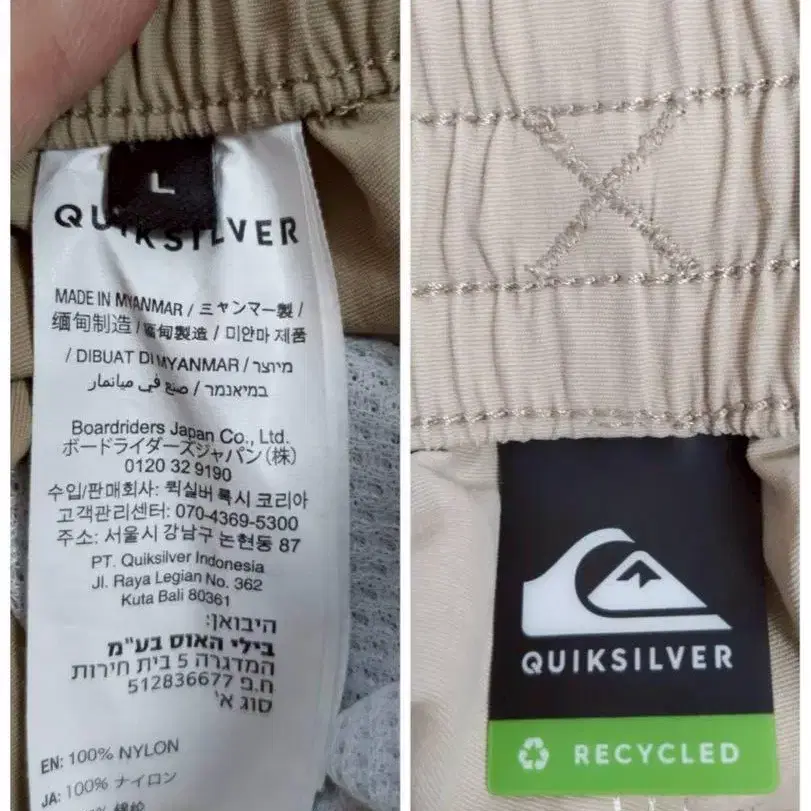 L
QUIKSILVER
MADE IN MYANMAR / ミャンマー製 /
缅甸制造 / 緬甸製造 / 미얀마 제품
/ DIBUAT DI MYANMAR / מיוצר
במיאנמר / صنع في ميانمار
Boardriders Japan Co., Ltd.
ボードライダーズジャパン(株)
0120 32 9190
수입/판매회사: 퀵실버 록시 코리아
고객관리센터: 070-4369-5300
주소: 서울시 강남구 논현동 87
PT. Quiksilver Indonesia
Jl. Raya Legian No. 362
Kuta Bali 80361
היבואן:
בילי האוס בע"מ
המדגרה 5 בית חירות
ח.פ 512836677
סוג א'
EN: 100% NYLON
JA: 100% ナイロン
QUIKSILVER
RECYCLED